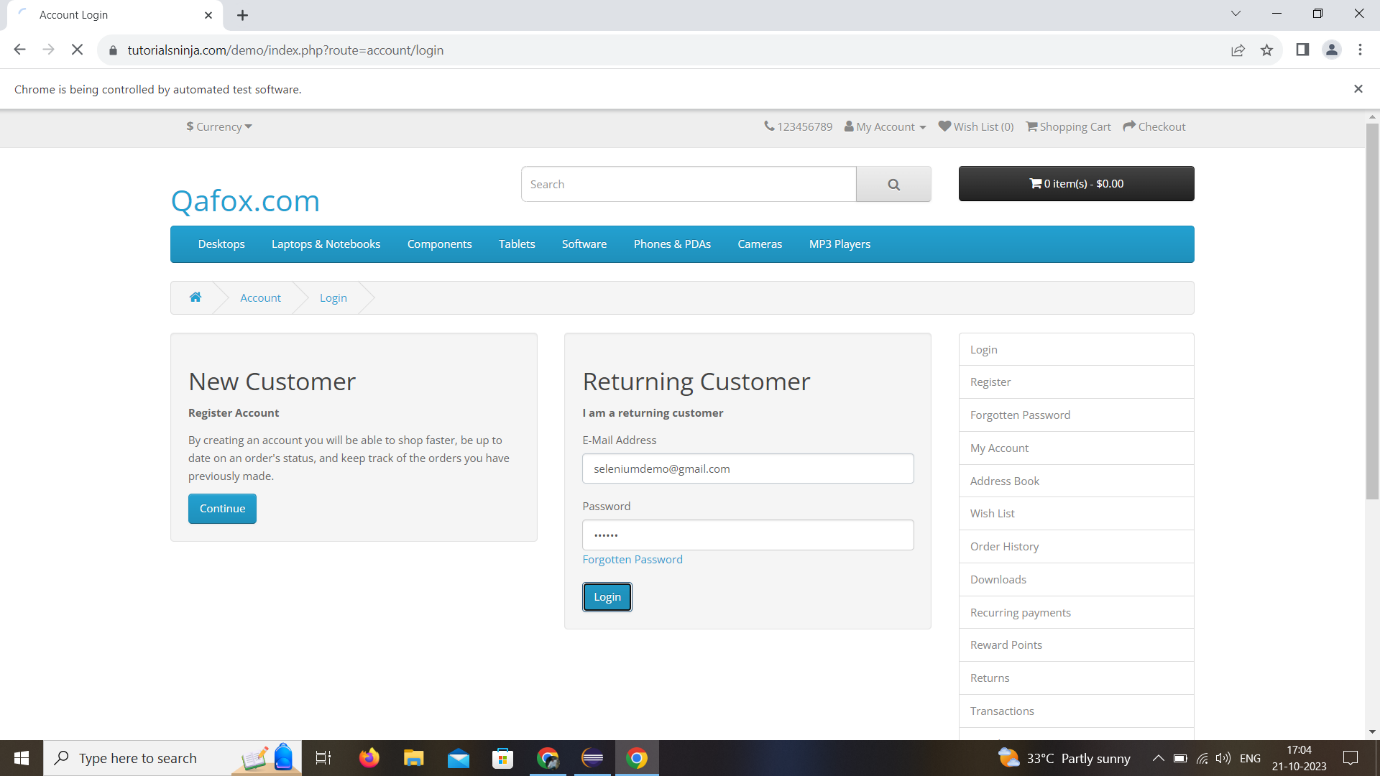 Account Login
tutorialsninja.com/demo/index.php?route=account/login
Chrome is being controlled by automated test software.
$ Currency
123456789 My Account Wish List (0) Shopping Cart Checkout
Qafox.com
Search
0 item(s) - $0.00
Desktops Laptops & Notebooks Components Tablets Software Phones & PDAs Cameras MP3 Players
Account Login
New Customer
Register Account
By creating an account you will be able to shop faster, be up to
date on an order's status, and keep track of the orders you have
previously made.
Continue
Returning Customer
I am a returning customer
E-Mail Address
seleniumdemo@gmail.com
Password
••••••
Forgotten Password
Login
Login
Register
Forgotten Password
My Account
Address Book
Wish List
Order History
Downloads
Recurring payments
Reward Points
Returns
Transactions
Type here to search
33°C Partly sunny
ENG
17:04
21-10-2023